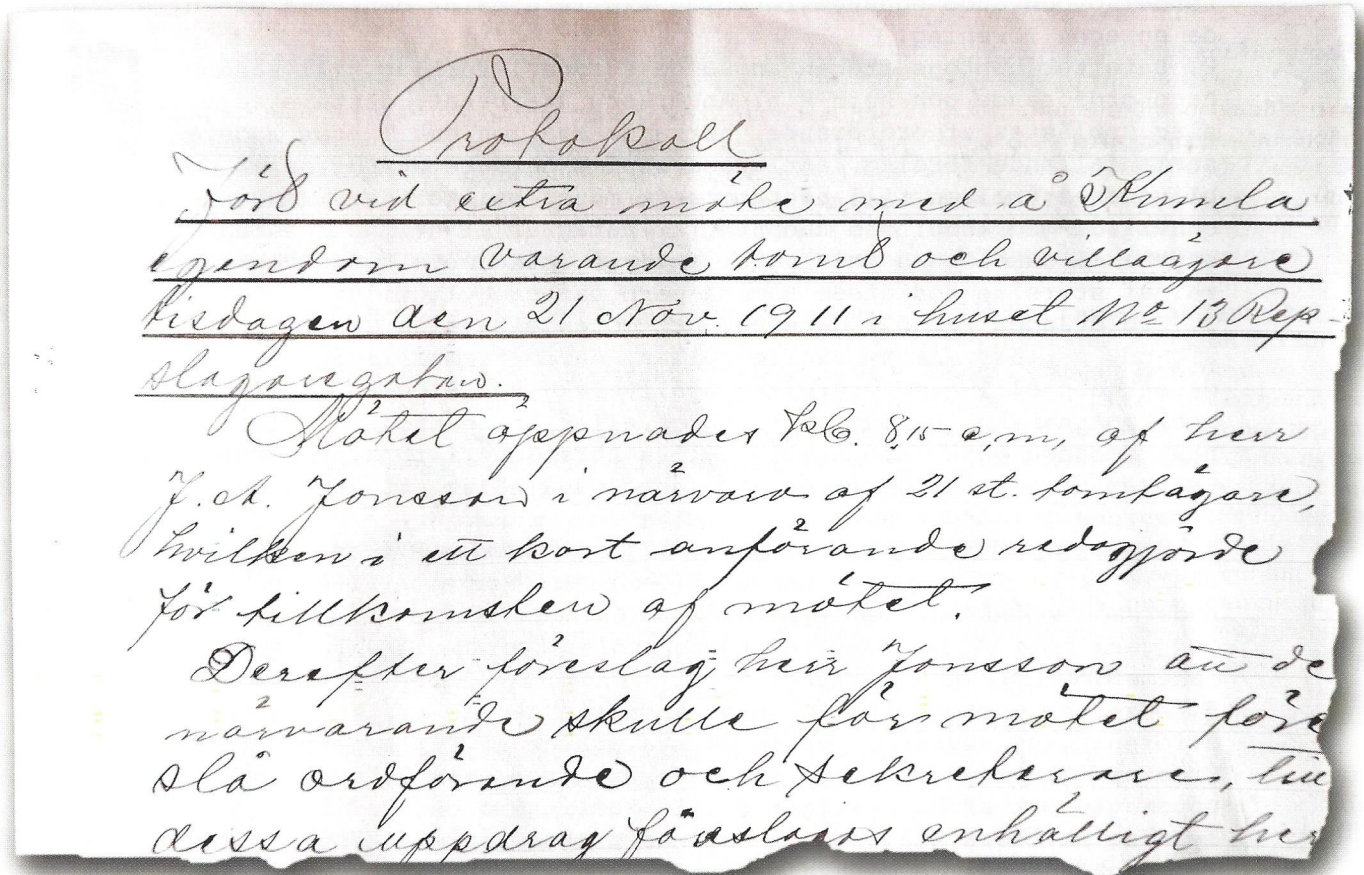 Protokoll
förd vid extra möte med å Kumla
egendom varande tomt och villaägare
tisdagen den 21 Nov. 1911 i huset No 13 Rep-
slagaregatan.
Mötet öppnades kl. 8,15 e,m, af herr
J. A. Jonsson i närvaro af 21 st. tomtägare,
hvilken i ett kort anförande redogjorde
för tillkomsten af mötet.
Derefter föreslog herr Jonsson att de
närvarande skulle för mötet före
slå ordförande och sekreterare, till
dessa uppdrag föreslogos enhälligt her